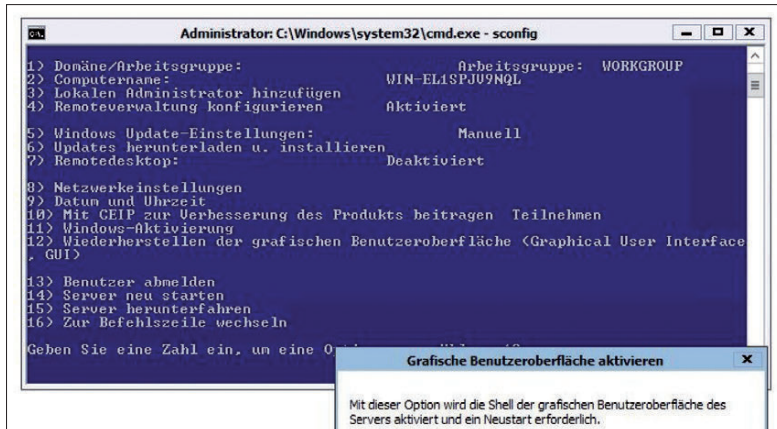 Administrator: C:\Windows\system32\cmd.exe - sconfig
1) Domäne/Arbeitsgruppe: Arbeitsgruppe: WORKGROUP
2) Computername: WIN-EL1SPJU9NQL
3) Lokalen Administrator hinzufügen
4) Remoteverwaltung konfigurieren Aktiviert
5) Windows Update-Einstellungen: Manuell
6) Updates herunterladen u. installieren
7) Remotedesktop: Deaktiviert
8) Netzwerkeinstellungen
9) Datum und Uhrzeit
10) Mit CEIP zur Verbesserung des Produkts beitragen Teilnehmen
11) Windows-Aktivierung
12) Wiederherstellen der grafischen Benutzeroberfläche (Graphical User Interface
, GUI)
13) Benutzer abmelden
14) Server neu starten
15) Server herunterfahren
16) Zur Befehlszeile wechseln
Geben Sie eine Zahl ein, um eine
Grafische Benutzeroberfläche aktivieren
Mit dieser Option wird die Shell der grafischen Benutzeroberfläche des
Servers aktiviert und ein Neustart erforderlich.